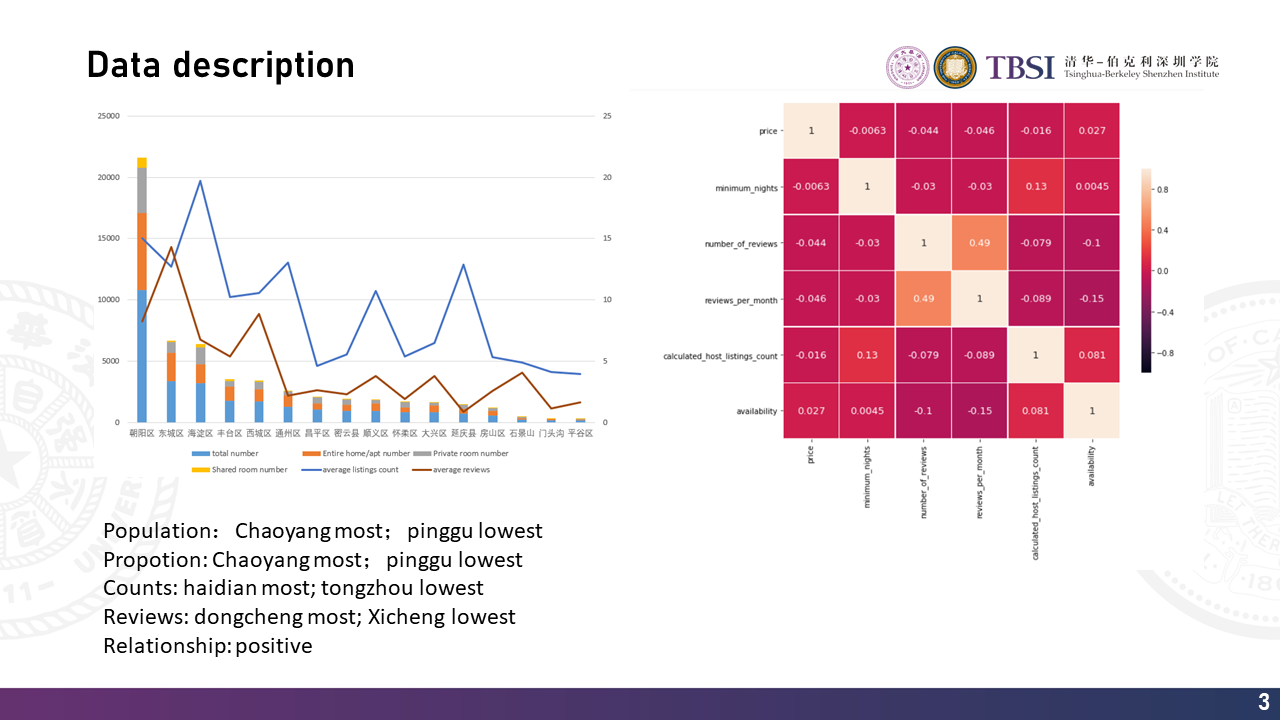 Data description
TBSI
清华-伯克利深圳学院
Tsinghua-Berkeley Shenzhen Institute
25000
20000
15000
10000
5000
0
25
20
15
10
5
0
朝阳区 东城区 海淀区 丰台区 西城区 通州区 昌平区 密云县 顺义区 怀柔区 大兴区 延庆县 房山区 石景山 门头沟 平谷区
total number Entire home/apt number Private room number
Shared room number average listings count average reviews
price 1 -0.0063 -0.044 -0.046 -0.016 0.027
minimum_nights -0.0063 1 -0.03 -0.03 0.13 0.0045
number_of_reviews -0.044 -0.03 1 0.49 -0.079 -0.1
reviews_per_month -0.046 -0.03 0.49 1 -0.089 -0.15
calculated_host_listings_count -0.016 0.13 -0.079 -0.089 1 0.081
availability 0.027 0.0045 -0.1 -0.15 0.081 1
price
minimum_nights
number_of_reviews
reviews_per_month
calculated_host_listings_count
availability
0.8
0.4
0.0
-0.4
-0.8
Population： Chaoyang most； pinggu lowest
Propotion: Chaoyang most； pinggu lowest
Counts: haidian most; tongzhou lowest
Reviews: dongcheng most; Xicheng lowest
Relationship: positive
3